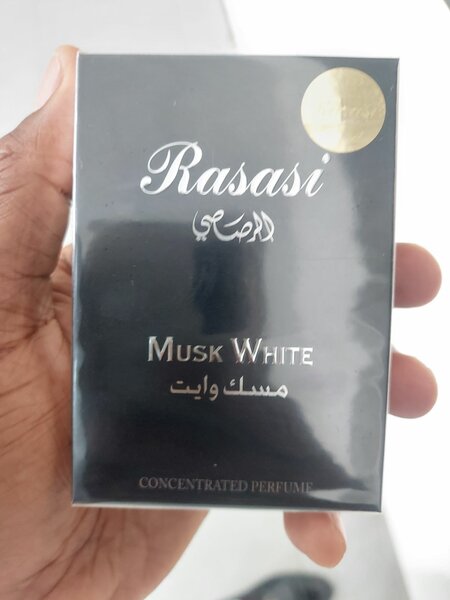 Rasasi
الرصاصي
MUSK WHITE
مسك وايت
CONCENTRATED PERFUME